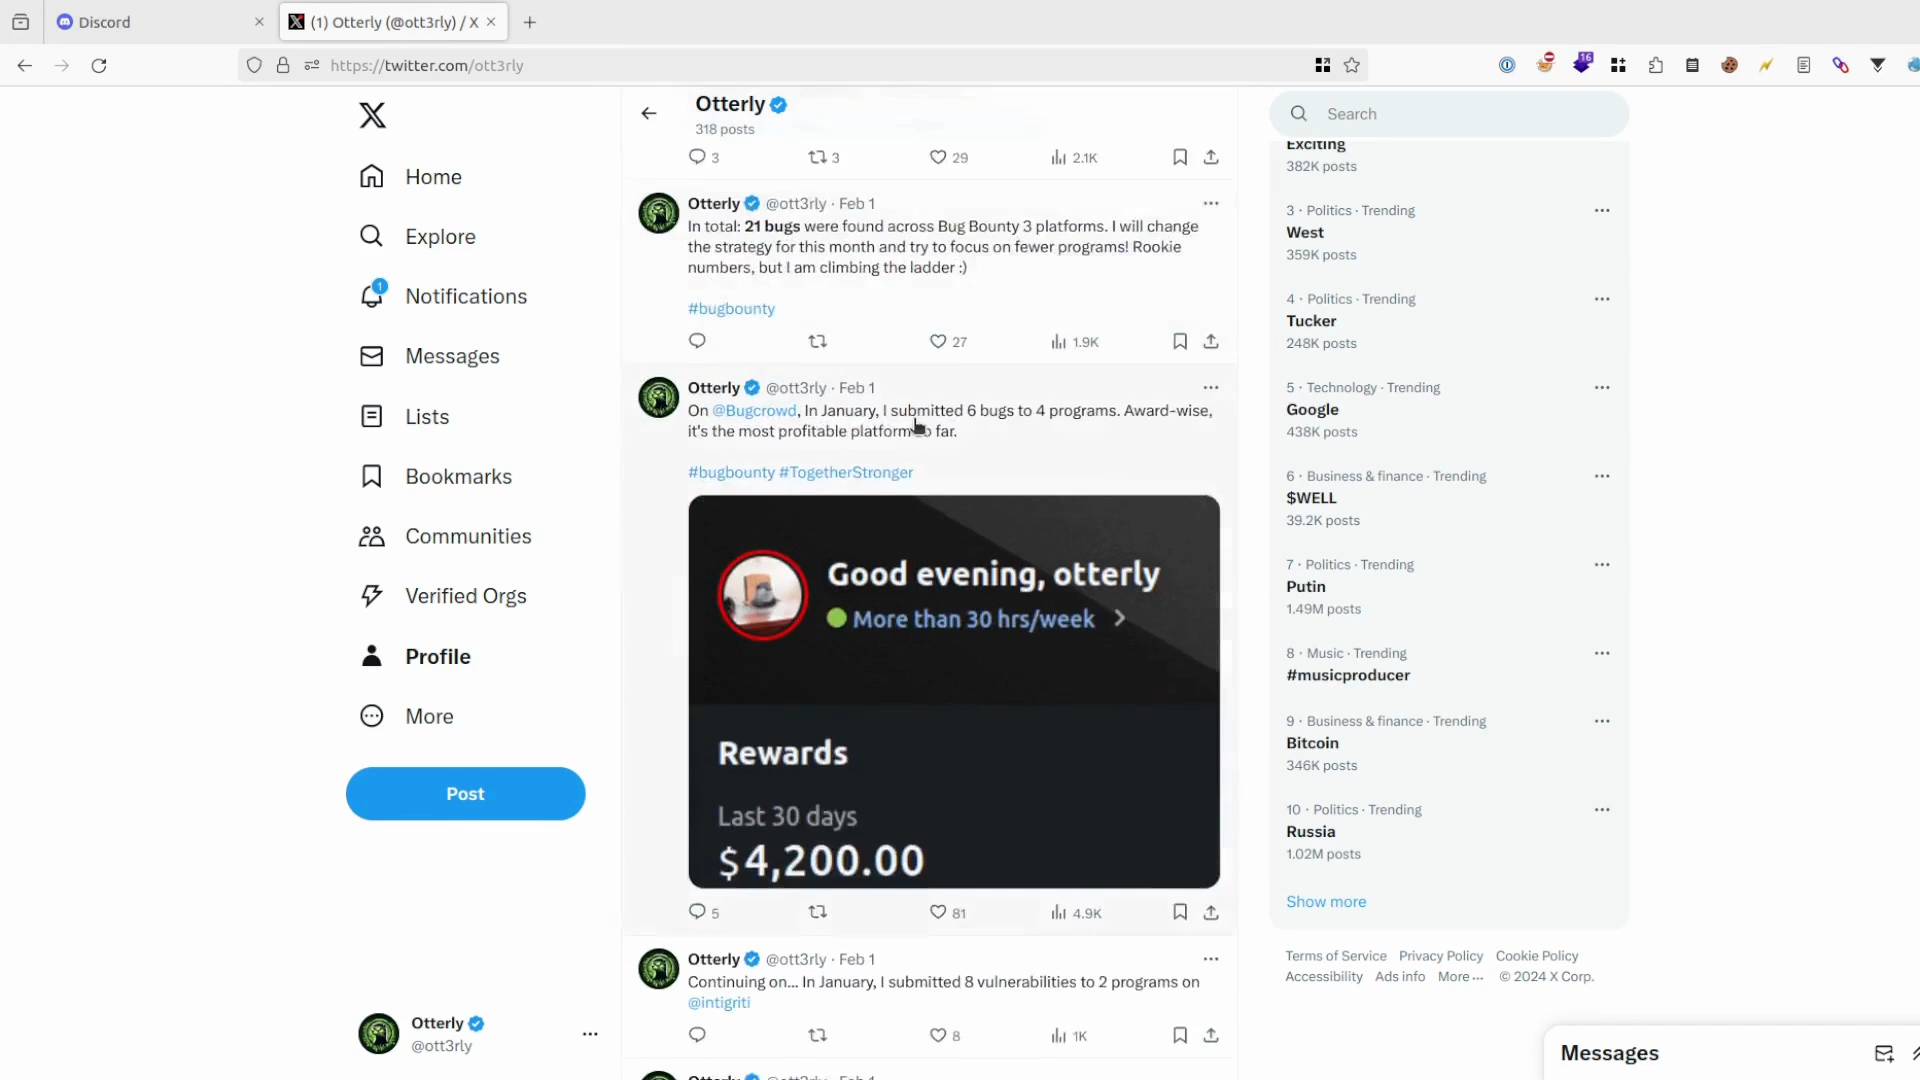 Discord
(1) Otterly (@ott3rly) / X
https://twitter.com/ott3rly
16
Home
Explore
1
Notifications
Messages
Lists
Bookmarks
Communities
Verified Orgs
Profile
More
Post
Otterly
@ott3rly
Otterly
318 posts
3 3 29 2.1K
Otterly @ott3rly · Feb 1
In total: 21 bugs were found across Bug Bounty 3 platforms. I will change
the strategy for this month and try to focus on fewer programs! Rookie
numbers, but I am climbing the ladder :)
#bugbounty
27 1.9K
Otterly @ott3rly · Feb 1
On @Bugcrowd, In January, I submitted 6 bugs to 4 programs. Award-wise,
it's the most profitable platform so far.
#bugbounty #TogetherStronger
Good evening, otterly
More than 30 hrs/week
Rewards
Last 30 days
$4,200.00
5 81 4.9K
Otterly @ott3rly · Feb 1
Continuing on... In January, I submitted 8 vulnerabilities to 2 programs on
@intigriti
8 1K
Otterly @ott3rly · Feb 1
Search
Exciting
382K posts
3 · Politics · Trending
West
359K posts
4 · Politics · Trending
Tucker
248K posts
5 · Technology · Trending
Google
438K posts
6 · Business & finance · Trending
$WELL
39.2K posts
7 · Politics · Trending
Putin
1.49M posts
8 · Music · Trending
#musicproducer
9 · Business & finance · Trending
Bitcoin
346K posts
10 · Politics · Trending
Russia
1.02M posts
Show more
Terms of Service Privacy Policy Cookie Policy
Accessibility Ads info More ··· © 2024 X Corp.
Messages